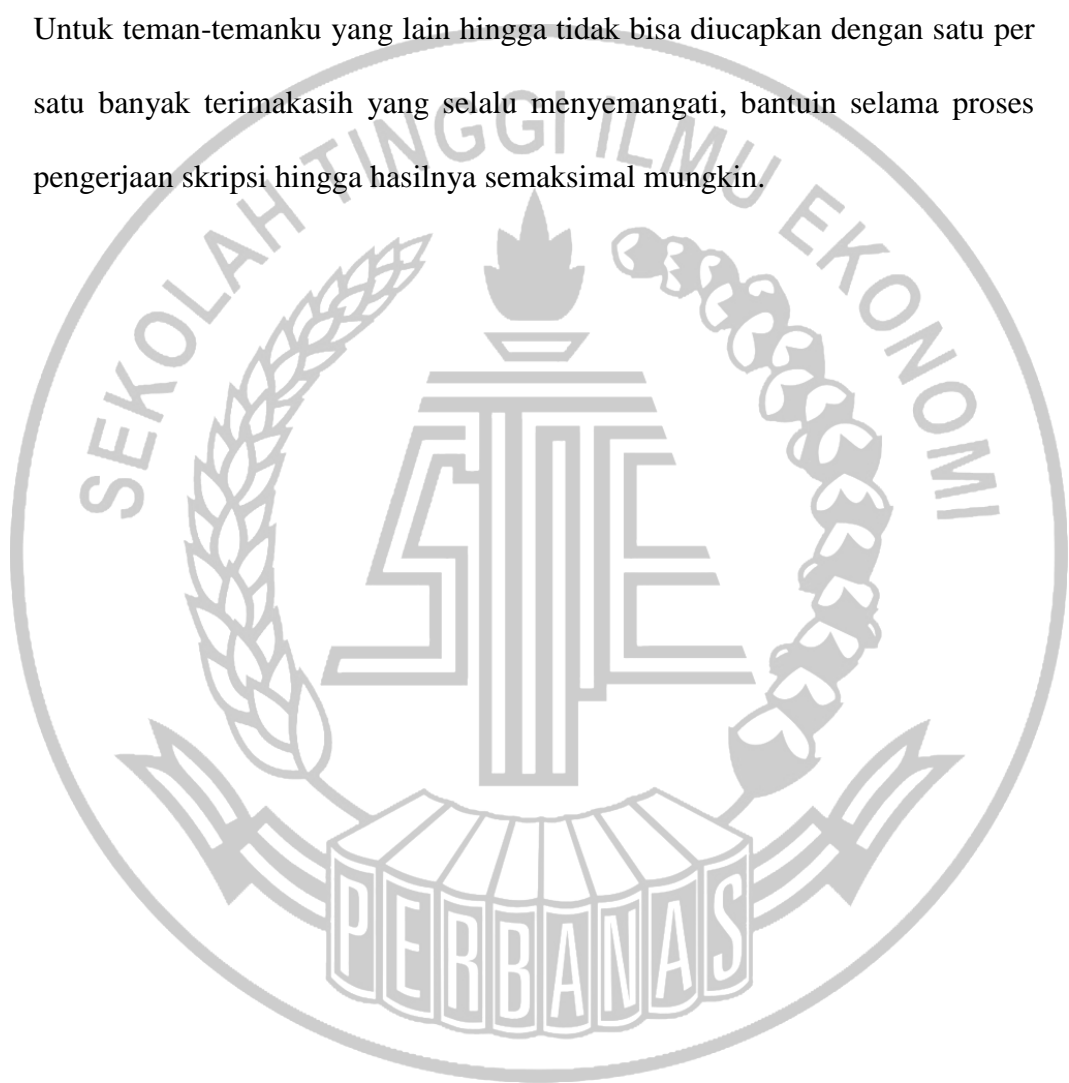 Untuk teman-temanku yang lain hingga tidak bisa diucapkan dengan satu per
satu banyak terimakasih yang selalu menyemangati, bantuin selama proses
pengerjaan skripsi hingga hasilnya semaksimal mungkin.
SEKOLAH TINGGI ILMU EKONOMI
STIE
PERBANAS